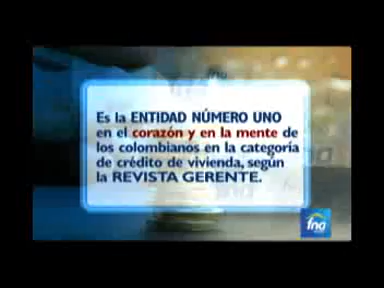 Es la ENTIDAD NÚMERO UNO
en el corazón y en la mente de
los colombianos en la categoría
de crédito de vivienda, según
la REVISTA GERENTE.
fna